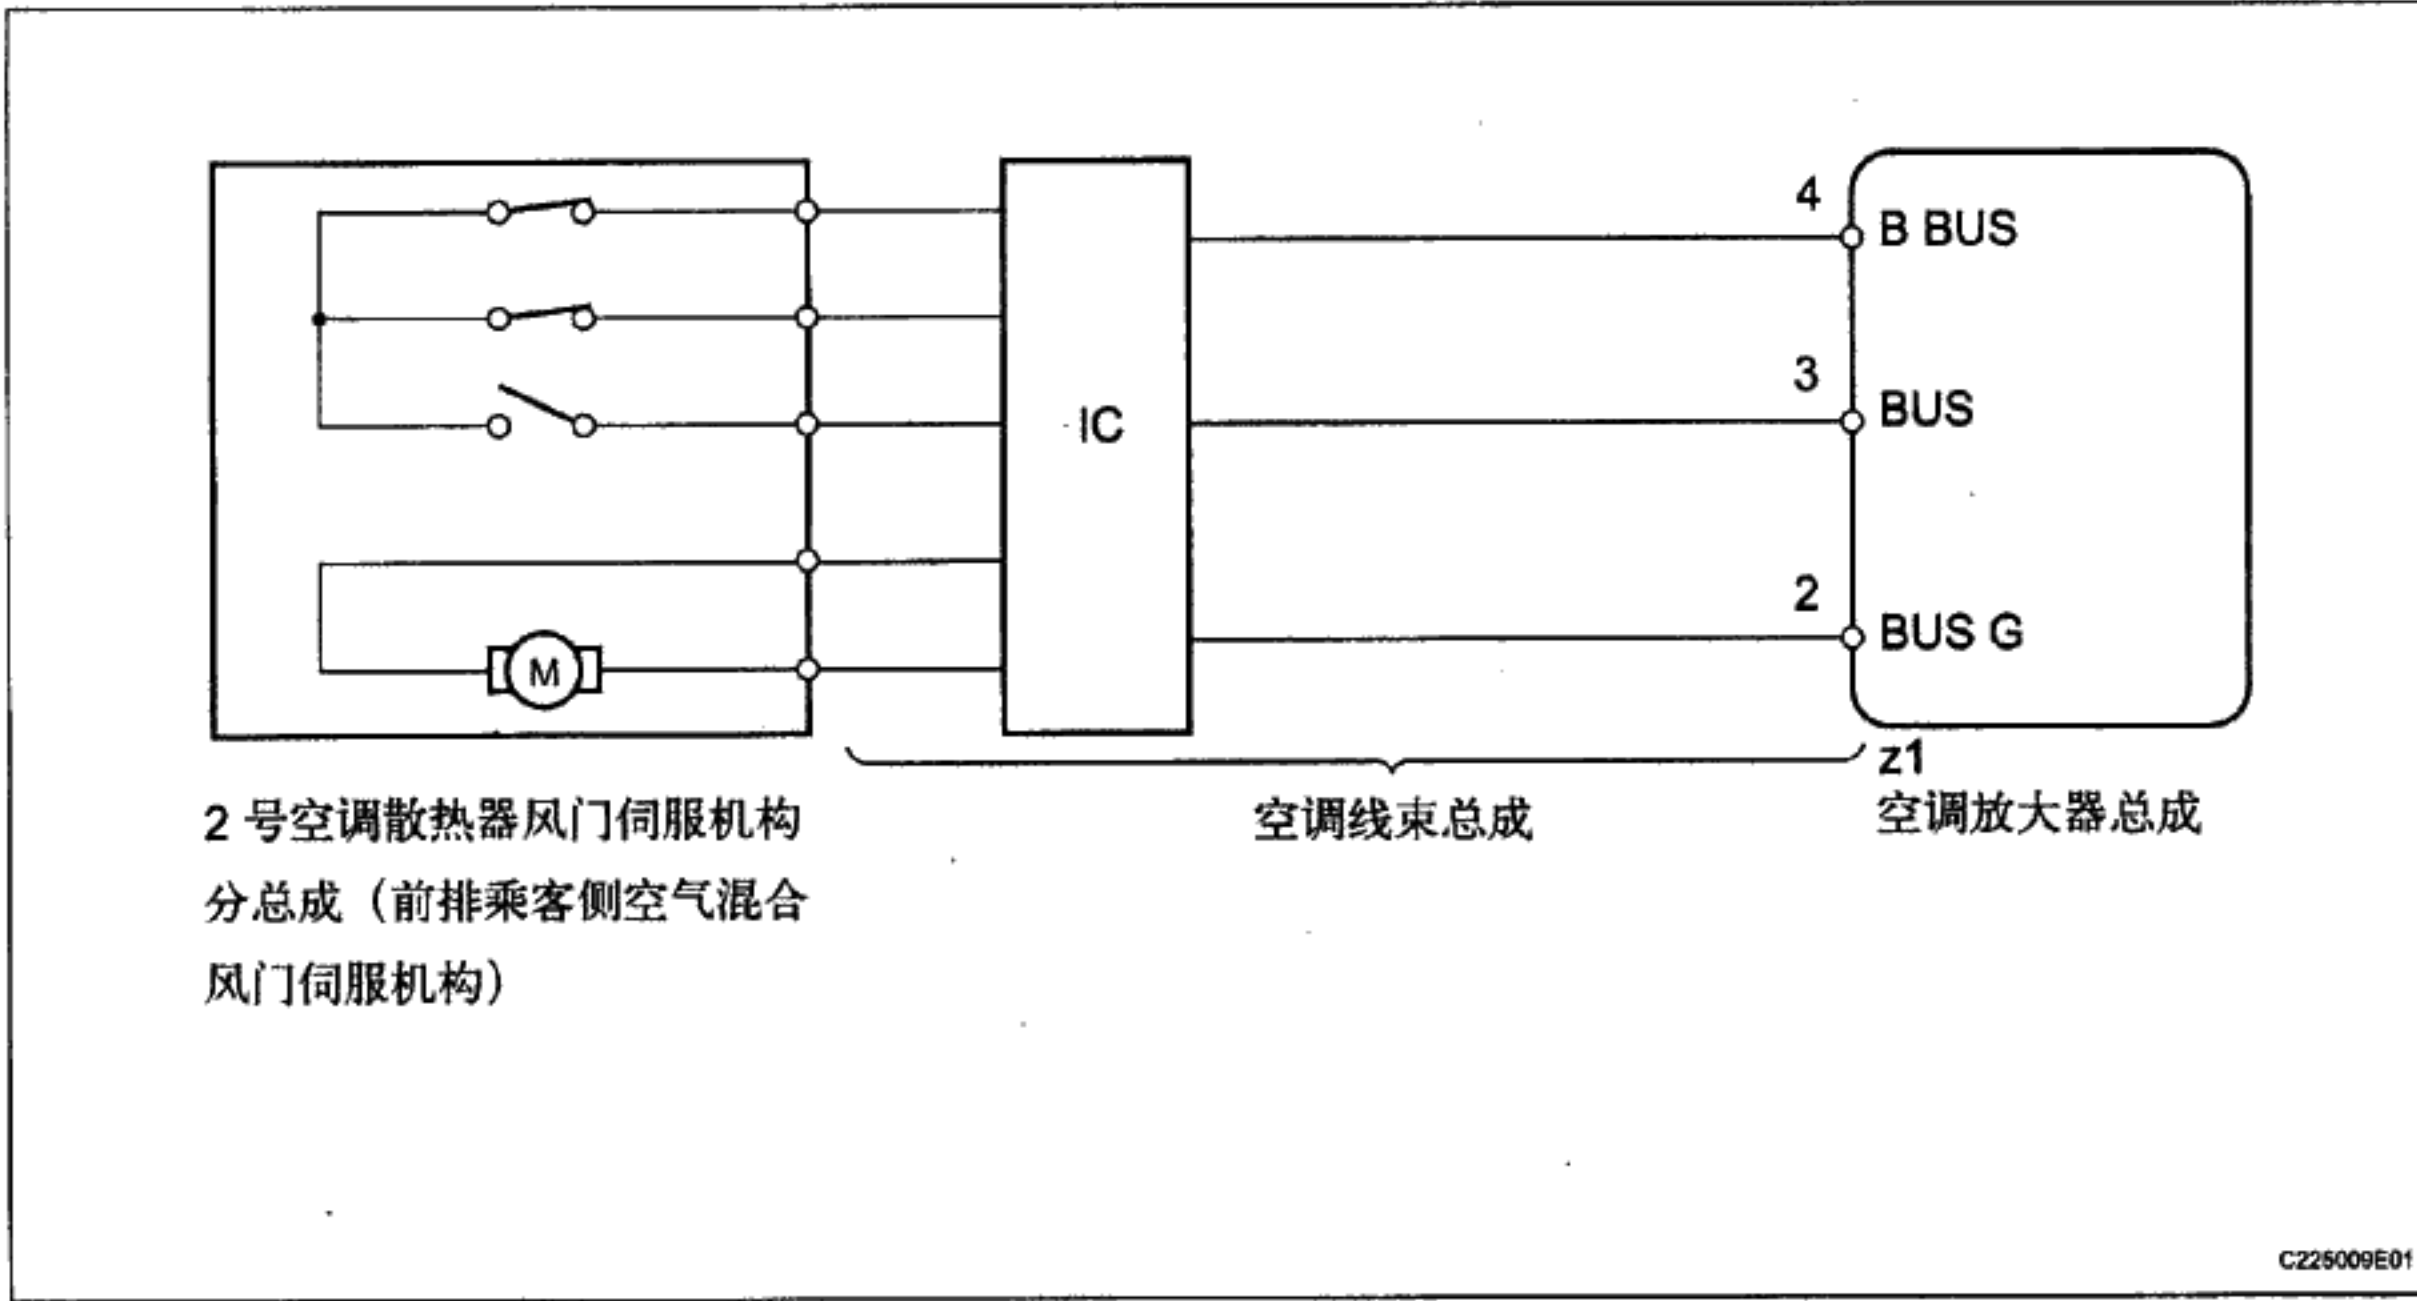 4
B BUS
3
BUS
IC
2
BUS G
M
z1
2 号空调散热器风门伺服机构
分总成（前排乘客侧空气混合
风门伺服机构）
空调线束总成
空调放大器总成
C225009E01